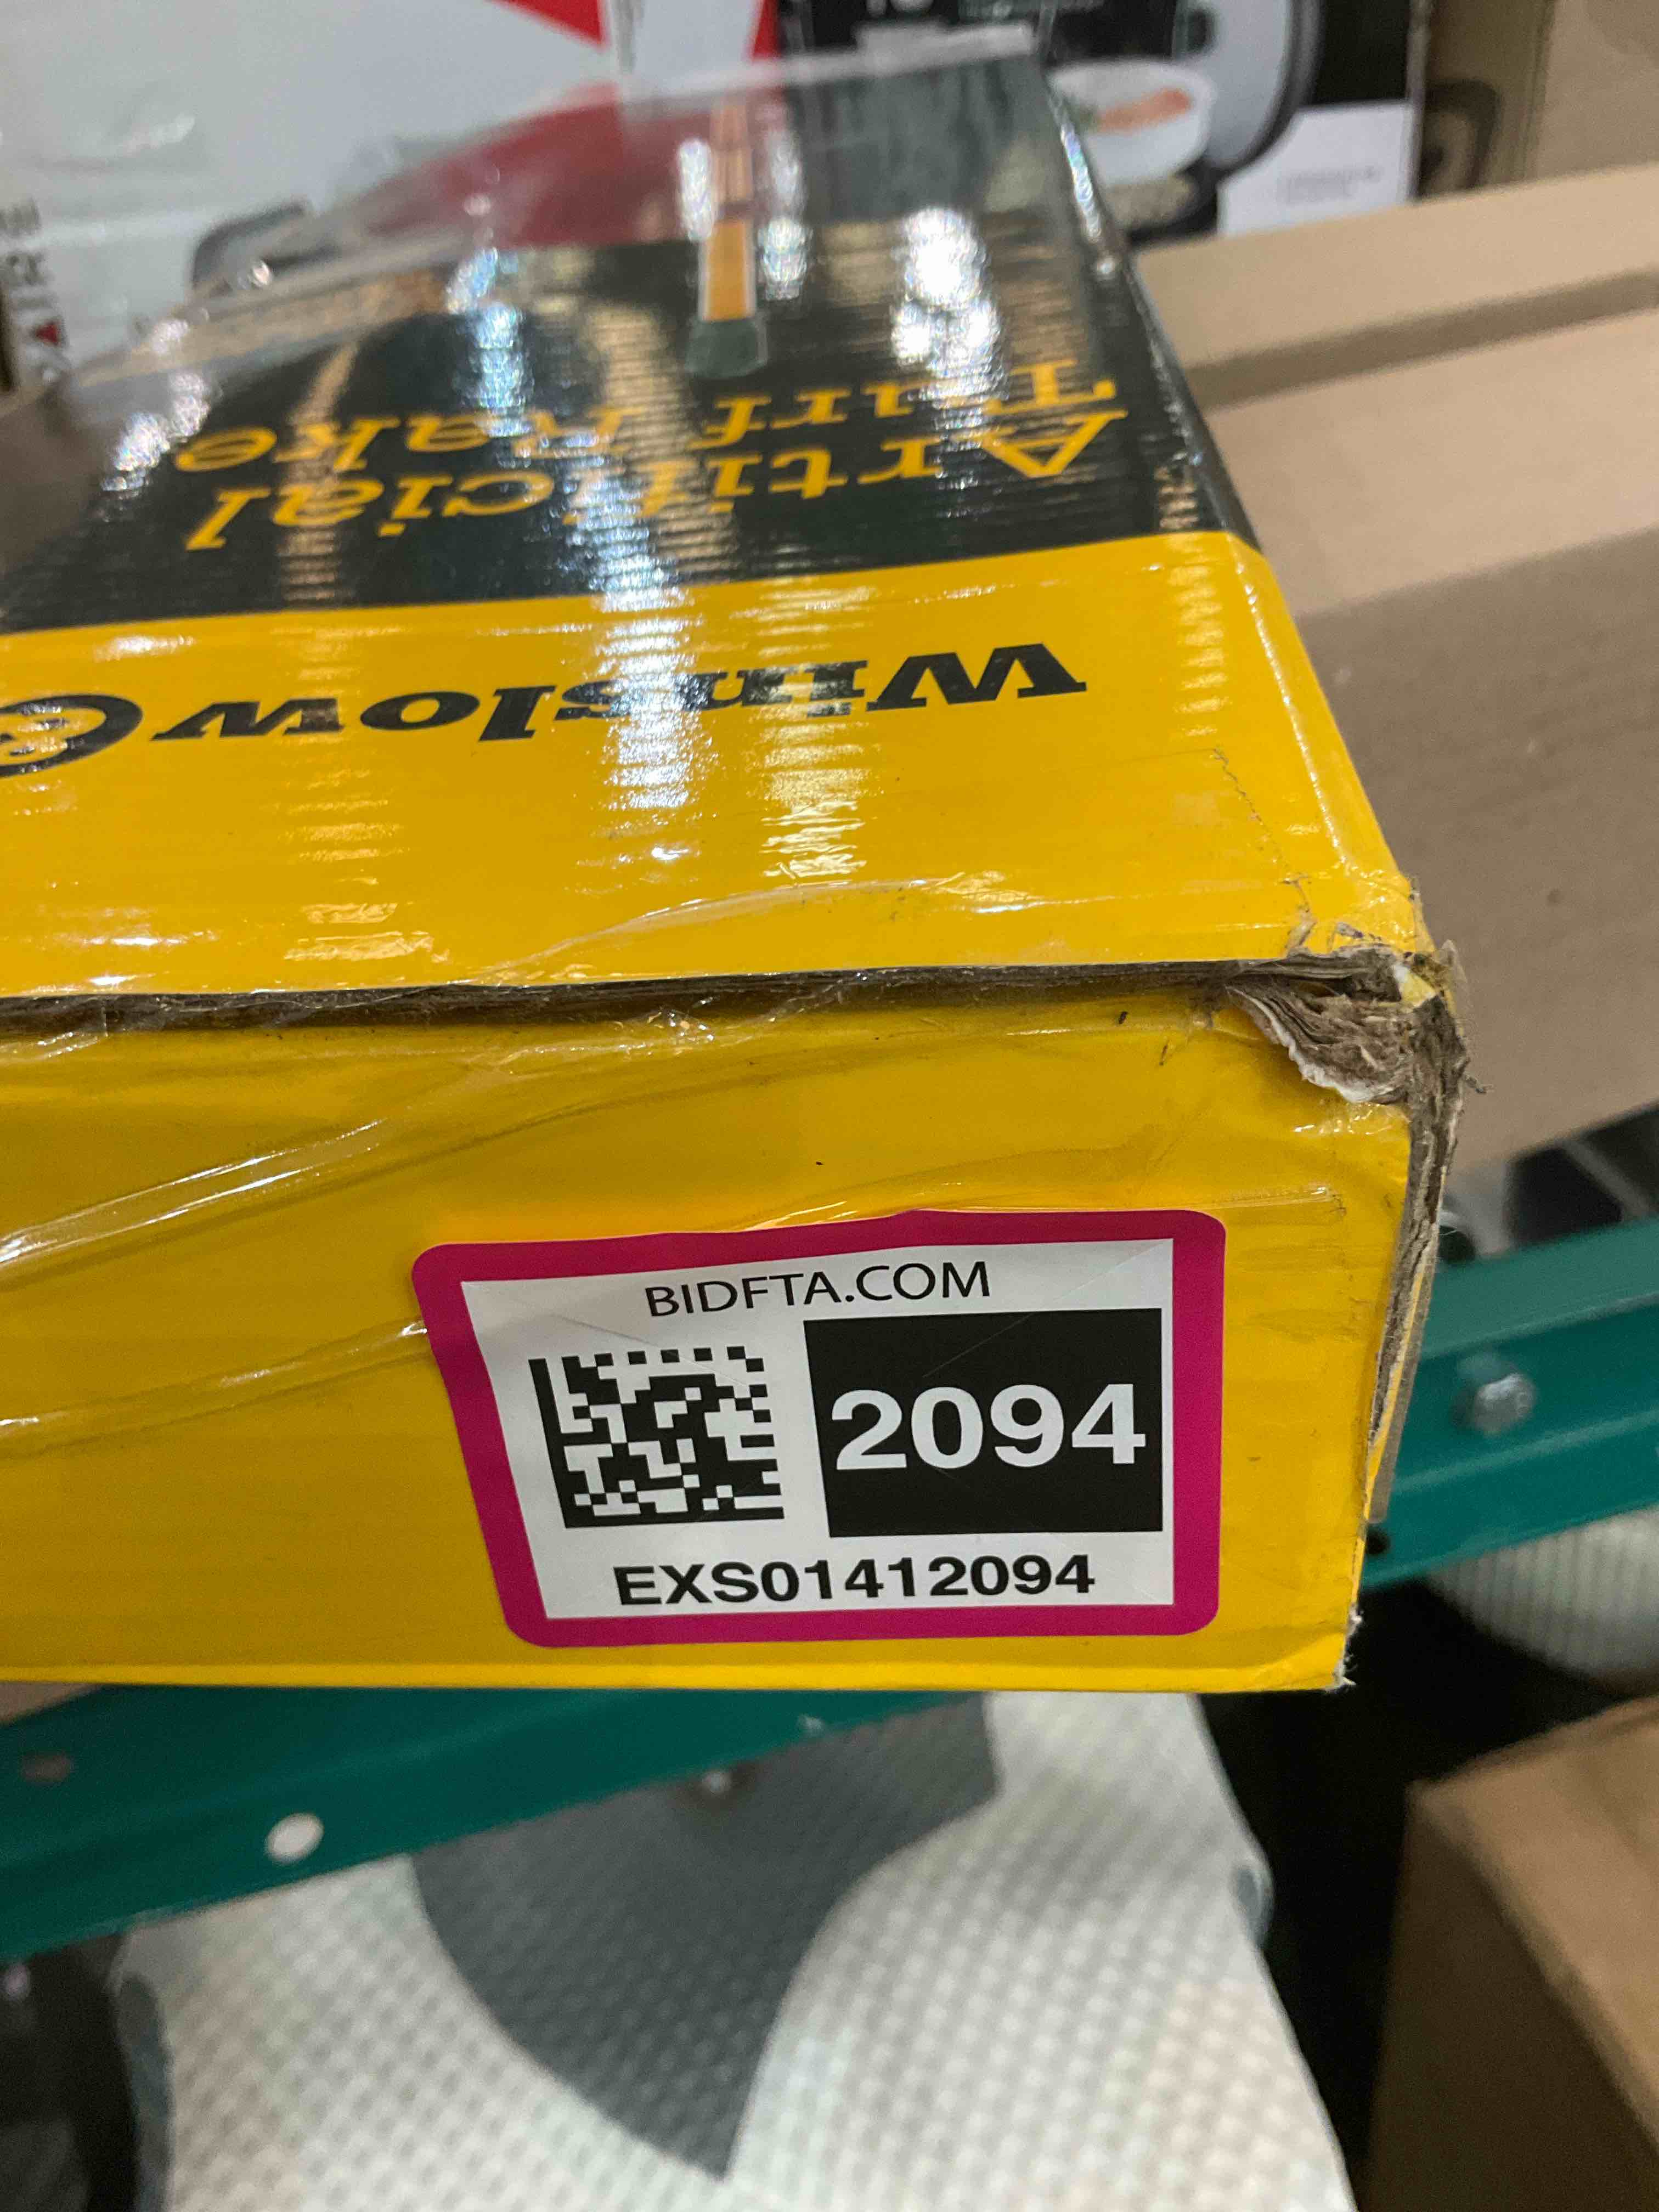 Artificial
Turf Rake
Winslow
BIDFTA.COM
2094
EXS01412094